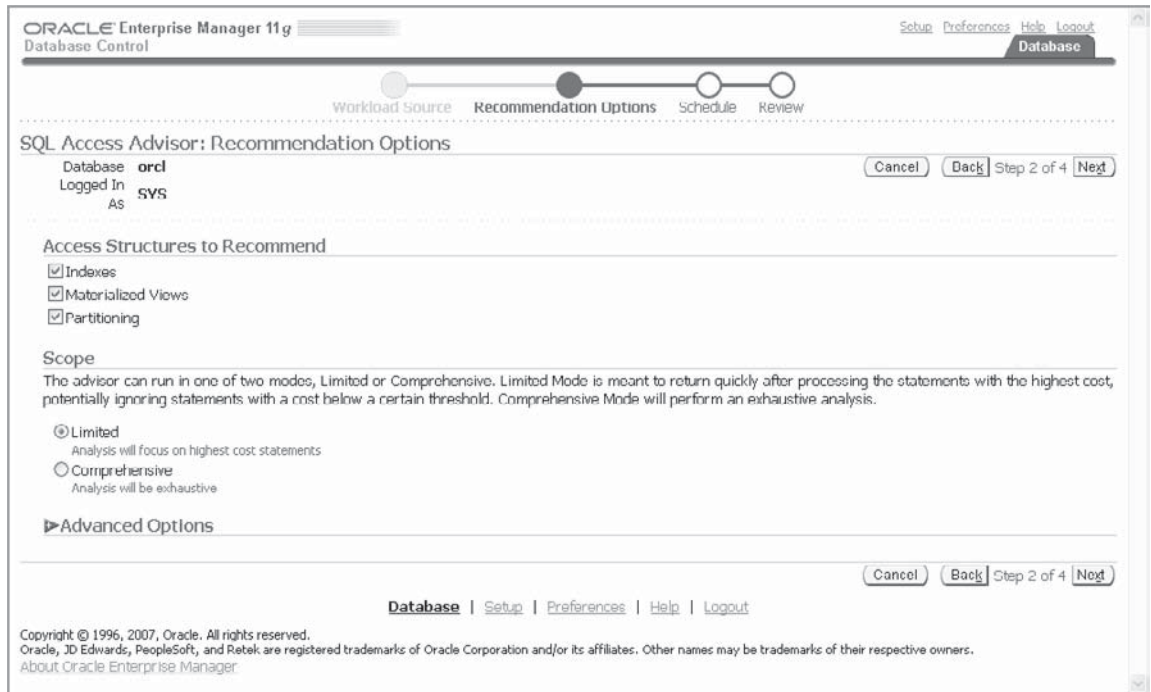 ORACLE Enterprise Manager 11 g
Database Control
Setup Preferences Help Logout
Database
Workload Source Recommendation Options Schedule Review
SQL Access Advisor: Recommendation Options
Database orcl
Logged In As SYS
Cancel Back Step 2 of 4 Next
Access Structures to Recommend
Indexes
Materialized Views
Partitioning
Scope
The advisor can run in one of two modes, Limited or Comprehensive. Limited Mode is meant to return quickly after processing the statements with the highest cost,
potentially ignoring statements with a cost below a certain threshold. Comprehensive Mode will perform an exhaustive analysis.
Limited
Analysis will focus on highest cost statements
Comprehensive
Analysis will be exhaustive
Advanced Options
Cancel Back Step 2 of 4 Next
Database | Setup | Preferences | Help | Logout
Copyright © 1996, 2007, Oracle. All rights reserved.
Oracle, JD Edwards, PeopleSoft, and Retek are registered trademarks of Oracle Corporation and/or its affiliates. Other names may be trademarks of their respective owners.
About Oracle Enterprise Manager